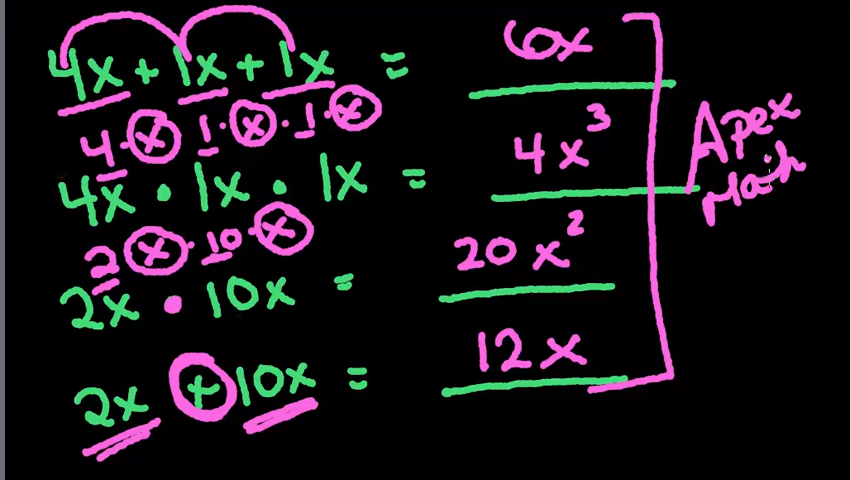 4x + 1x + 1x = 6x
4 · x · 1 · x · 1 · x
4x · 1x · 1x = 4x³
2 x · 10 · x
2x · 10x = 20x²
2x + 10x = 12x
Apex
Math